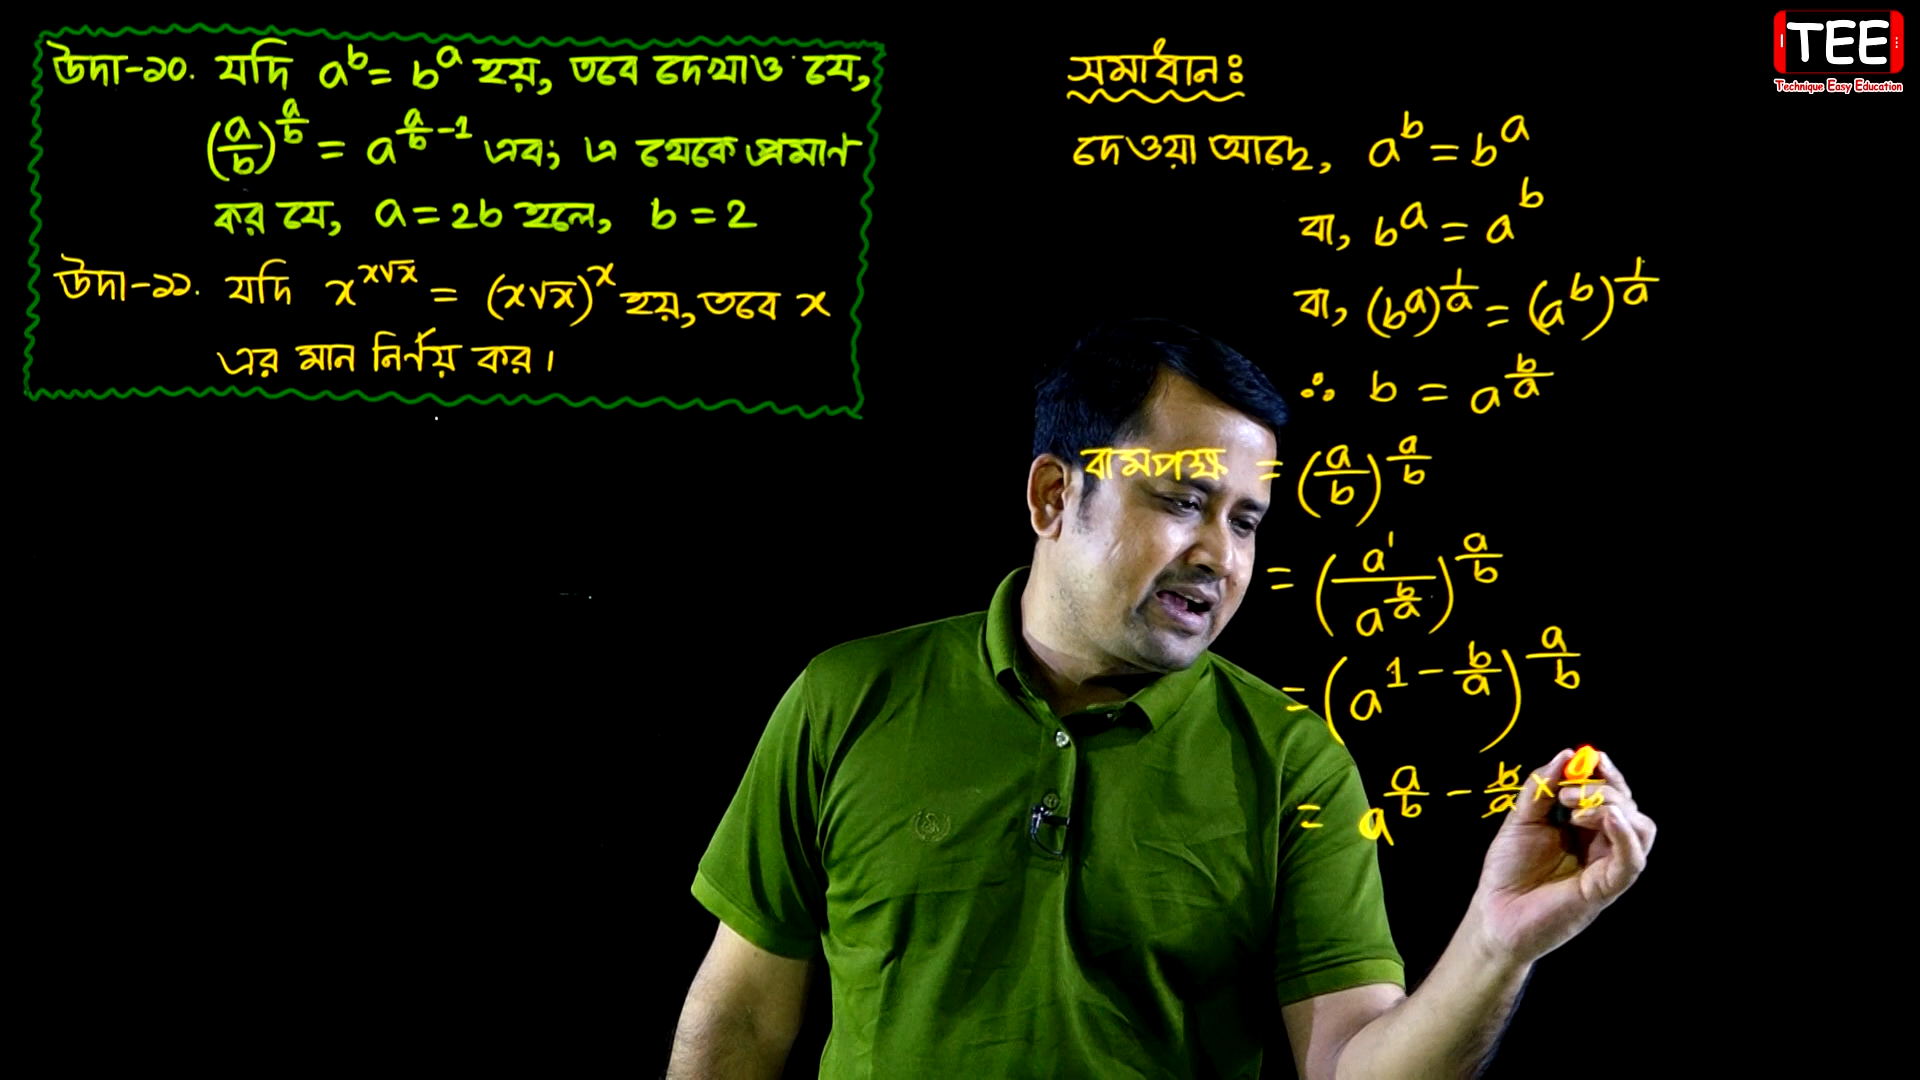 উদা-১০. যদি a^b = b^a হয়, তবে দেখাও যে,
(a/b)^(a/b) = a^(a/b - 1) এবং এ থেকে প্রমাণ
কর যে, a = 2b হলে, b = 2
উদা-১১. যদি x^(x√x) = (x√x)^x হয়, তবে x
এর মান নির্ণয় কর।
সমাধানঃ
দেওয়া আছে, a^b = b^a
বা, b^a = a^b
বা, (b^a)^(1/a) = (a^b)^(1/a)
∴ b = a^(b/a)
বামপক্ষ = (a/b)^(a/b)
= (a^1/a^(b/a))^(a/b)
= (a^(1 - b/a))^(a/b)
= a^(a/b - b/a × a/b)
TEE
Technique Easy Education